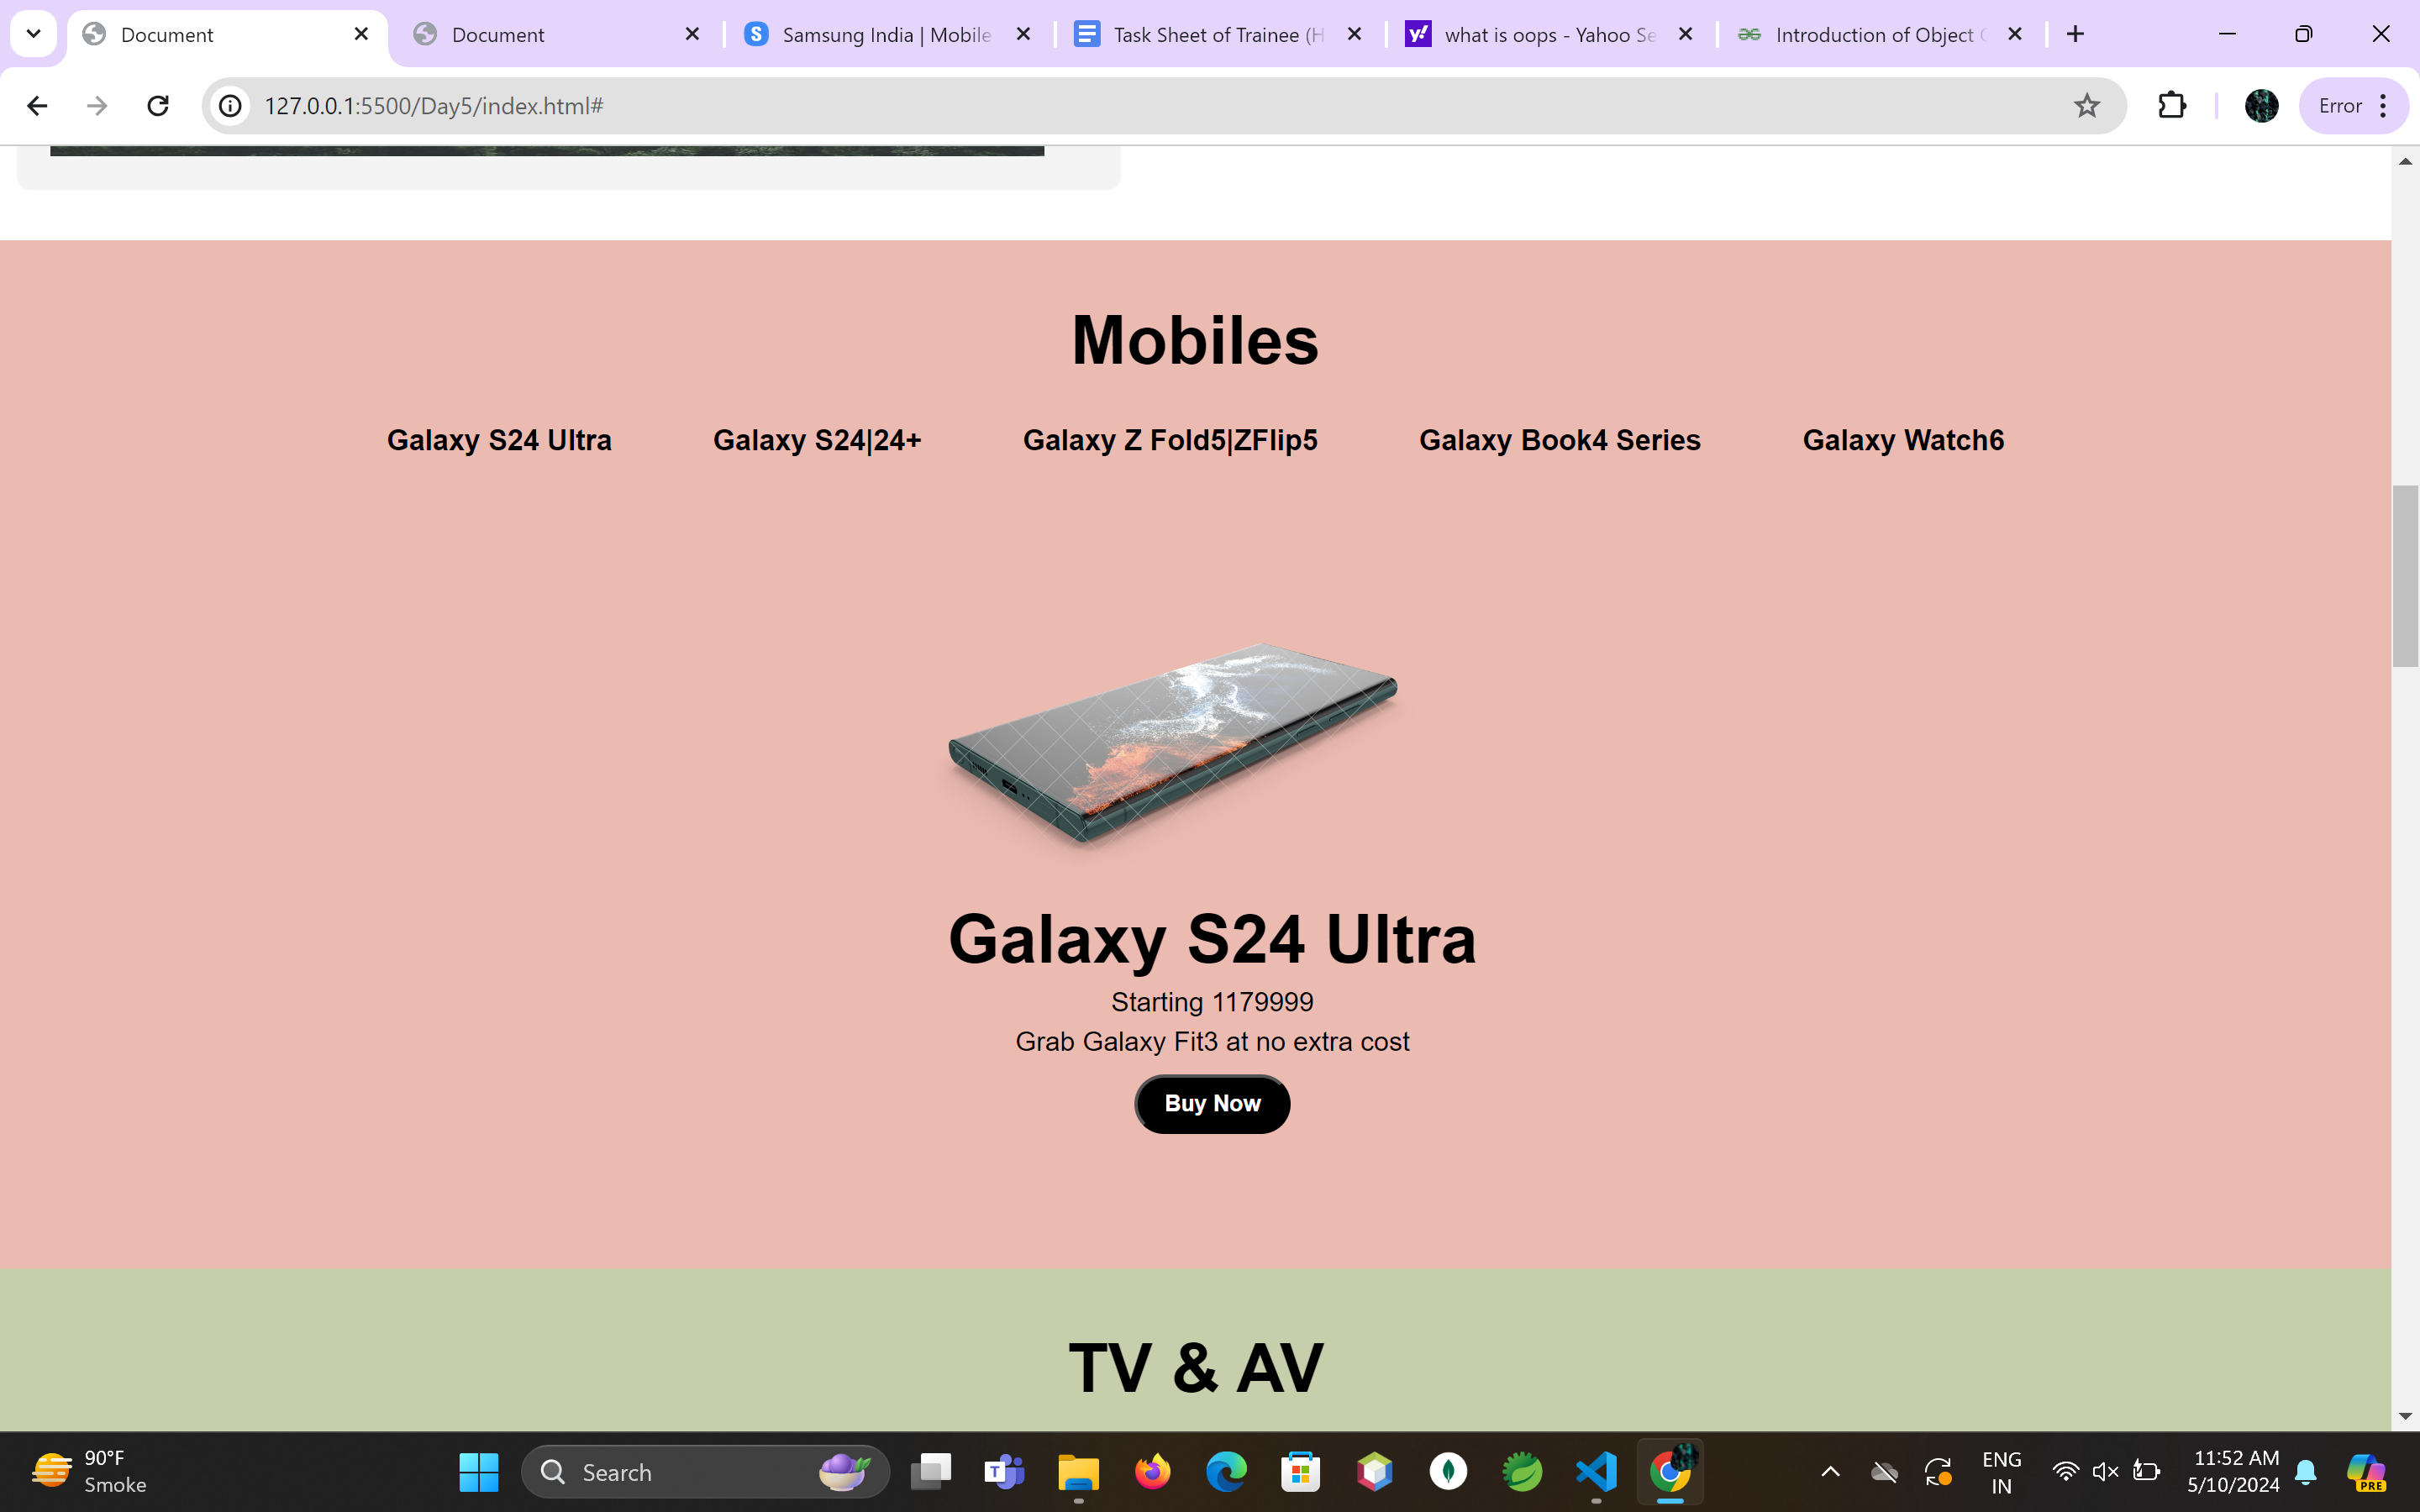 Document
Document
Samsung India | Mobile
Task Sheet of Trainee (H
what is oops - Yahoo Se
Introduction of Object
127.0.0.1:5500/Day5/index.html#
Error
Mobiles
Galaxy S24 Ultra
Galaxy S24|24+
Galaxy Z Fold5|ZFlip5
Galaxy Book4 Series
Galaxy Watch6
Galaxy S24 Ultra
Starting 1179999
Grab Galaxy Fit3 at no extra cost
Buy Now
TV & AV
90°F
Smoke
Search
ENG
IN
11:52 AM
5/10/2024
PRE